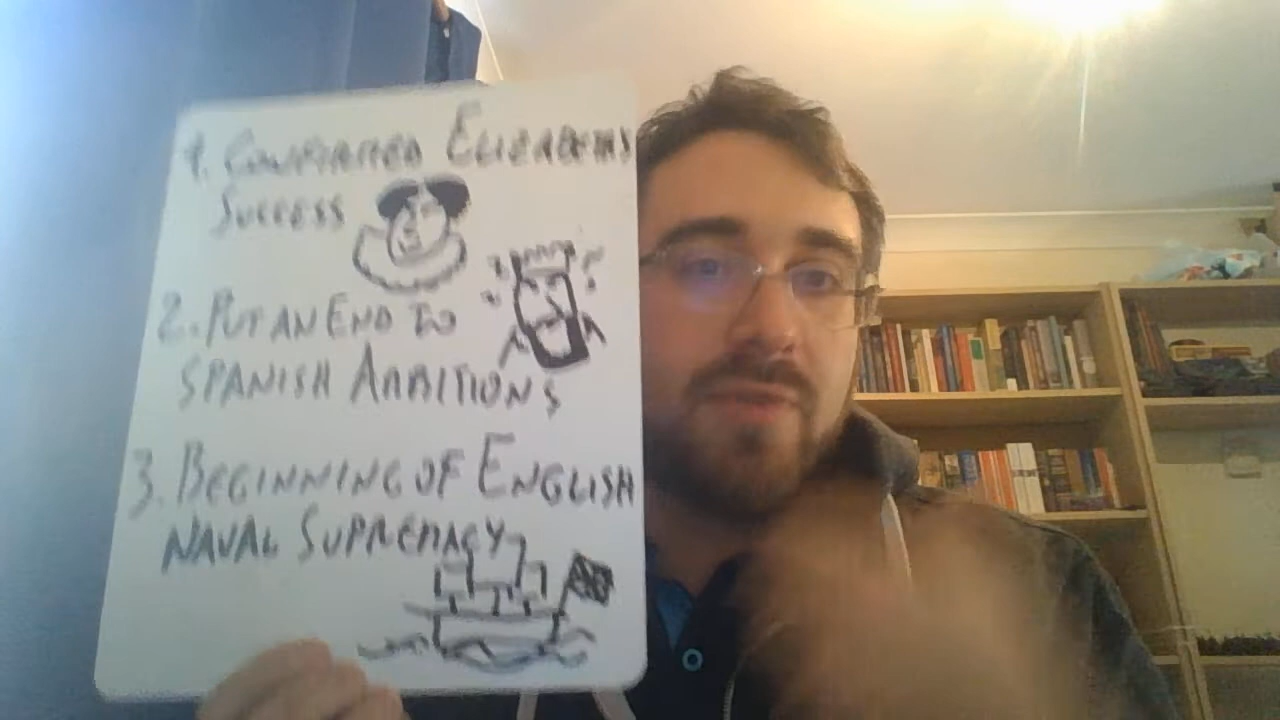 1. CONFIRMED ELIZABETH'S
SUCCESS
2. PUT AN END TO
SPANISH AMBITIONS
3. BEGINNING OF ENGLISH
NAVAL SUPREMACY